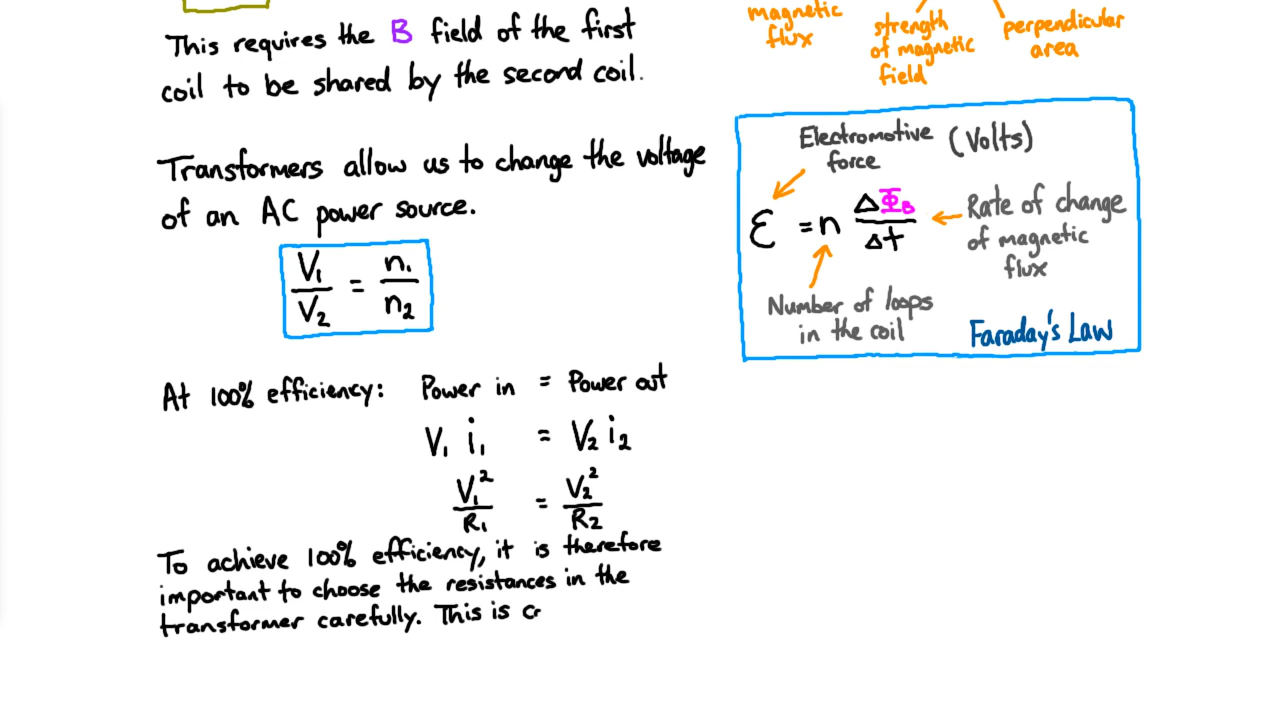 This requires the B field of the first
coil to be shared by the second coil.
Transformers allow us to change the voltage
of an AC power source.
V₁/V₂ = n₁/n₂
At 100% efficiency: Power in = Power out
V₁ i₁ = V₂ i₂
V₁²/R₁ = V₂²/R₂
To achieve 100% efficiency, it is therefore
important to choose the resistances in the
transformer carefully. This is
magnetic
flux
strength
of magnetic
field
perpendicular
area
Electromotive (Volts)
force
ε = n ΔΦ_B/Δt
Rate of change
of magnetic
flux
Number of loops
in the coil
Faraday's Law